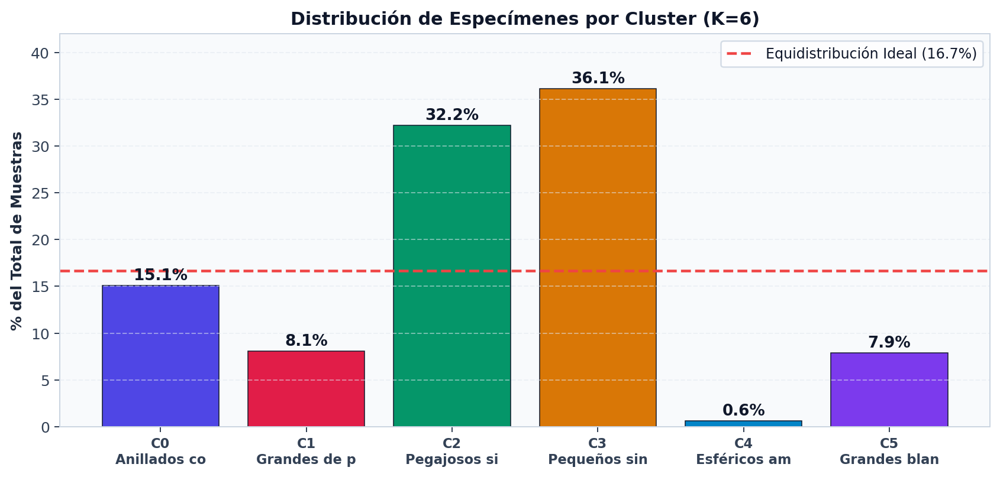 Distribución de Especímenes por Cluster (K=6)
Equidistribución Ideal (16.7%)
% del Total de Muestras
40
35
30
25
20
15
10
5
0
15.1%
8.1%
32.2%
36.1%
0.6%
7.9%
C0
Anillados co
C1
Grandes de p
C2
Pegajosos si
C3
Pequeños sin
C4
Esféricos am
C5
Grandes blan